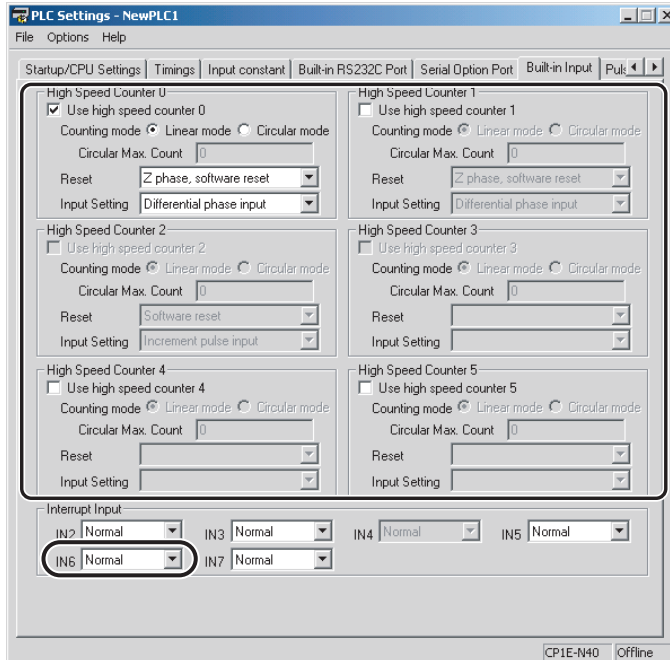 PLC Settings - NewPLC1
File Options Help
Startup/CPU Settings Timings Input constant Built-in RS232C Port Serial Option Port Built-in Input
High Speed Counter 0
Use high speed counter 0
Counting mode Linear mode Circular mode
Circular Max. Count 0
Reset Z phase, software reset
Input Setting Differential phase input
High Speed Counter 1
Use high speed counter 1
Counting mode Linear mode Circular mode
Circular Max. Count 0
Reset Z phase, software reset
Input Setting Differential phase input
High Speed Counter 2
Use high speed counter 2
Counting mode Linear mode Circular mode
Circular Max. Count 0
Reset Software reset
Input Setting Increment pulse input
High Speed Counter 3
Use high speed counter 3
Counting mode Linear mode Circular mode
Circular Max. Count 0
Reset
Input Setting
High Speed Counter 4
Use high speed counter 4
Counting mode Linear mode Circular mode
Circular Max. Count 0
Reset
Input Setting
High Speed Counter 5
Use high speed counter 5
Counting mode Linear mode Circular mode
Circular Max. Count 0
Reset
Input Setting
Interrupt Input
IN2 Normal IN3 Normal IN4 Normal IN5 Normal
IN6 Normal IN7 Normal
CP1E-N40 Offline